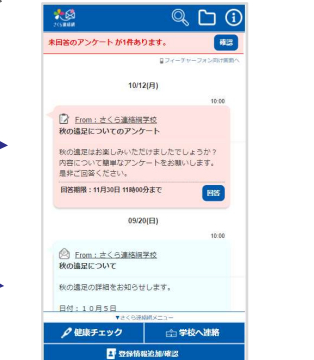 さくら連絡網
未回答のアンケート が1件あります。
確認
フィーチャーフォン向け画面へ
10/12(月)
10:00
From：さくら連絡網学校
秋の遠足についてのアンケート
秋の遠足はお楽しみいただけましたでしょうか？
内容について簡単なアンケートをお願いします。
是非ご回答ください。
回答期限：11月30日 11時00分まで
回答
09/20(日)
10:00
From：さくら連絡網学校
秋の遠足について
秋の遠足の詳細をお知らせします。
日付：１０月５日
▼さくら連絡網メニュー
健康チェック
学校へ連絡
登録情報追加/確認